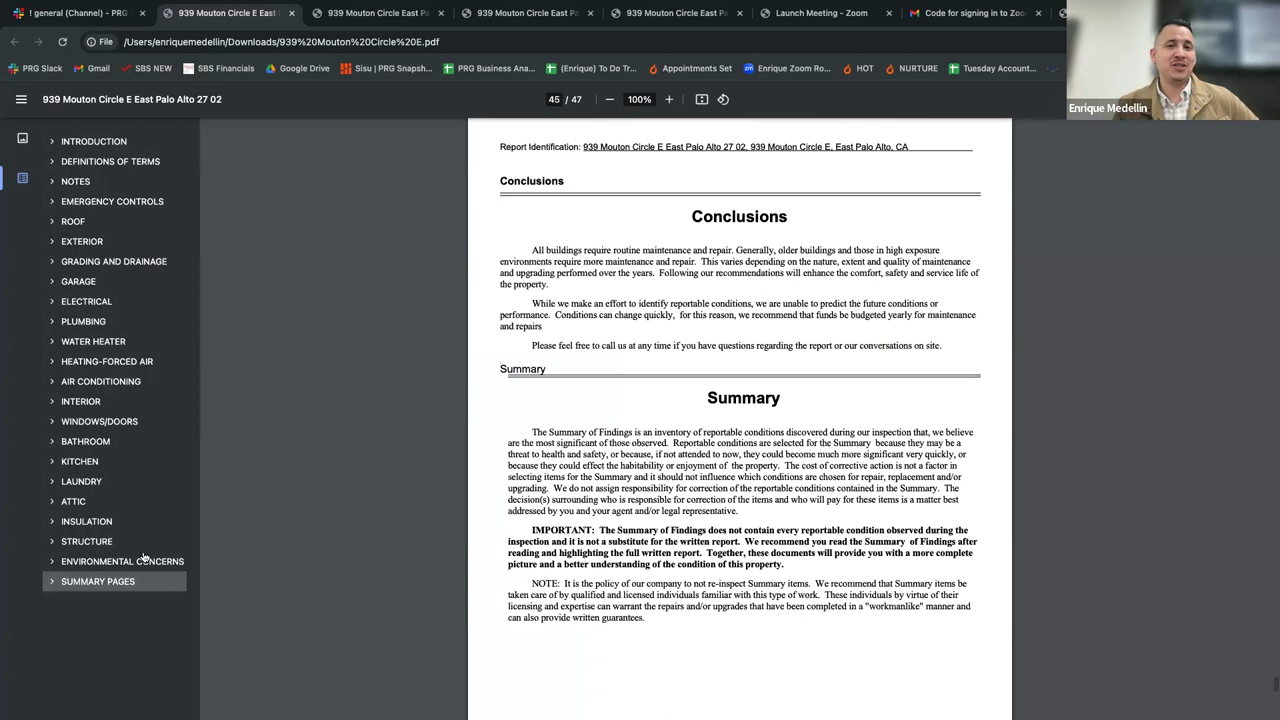 ! general (Channel) - PRG
939 Mouton Circle E East
939 Mouton Circle E East Pa
939 Mouton Circle E East Pa
939 Mouton Circle E East Pa
Launch Meeting - Zoom
Code for signing in to Zoo
File
/Users/enriquemedellin/Downloads/939%20Mouton%20Circle%20E.pdf
PRG Slack
Gmail
SBS NEW
SBS Financials
Google Drive
Sisu | PRG Snapsh...
PRG Business Ana...
(Enrique) To Do Tr...
Appointments Set
Enrique Zoom Ro...
HOT
NURTURE
Tuesday Account...
939 Mouton Circle E East Palo Alto 27 02
45 / 47
100%
Enrique Medellin
INTRODUCTION
DEFINITIONS OF TERMS
NOTES
EMERGENCY CONTROLS
ROOF
EXTERIOR
GRADING AND DRAINAGE
GARAGE
ELECTRICAL
PLUMBING
WATER HEATER
HEATING-FORCED AIR
AIR CONDITIONING
INTERIOR
WINDOWS/DOORS
BATHROOM
KITCHEN
LAUNDRY
ATTIC
INSULATION
STRUCTURE
ENVIRONMENTAL CONCERNS
SUMMARY PAGES
Report Identification: 939 Mouton Circle E East Palo Alto 27 02, 939 Mouton Circle E, East Palo Alto, CA
Conclusions
Conclusions
All buildings require routine maintenance and repair. Generally, older buildings and those in high exposure
environments require more maintenance and repair. This varies depending on the nature, extent and quality of maintenance
and upgrading performed over the years. Following our recommendations will enhance the comfort, safety and service life of
the property.
While we make an effort to identify reportable conditions, we are unable to predict the future conditions or
performance. Conditions can change quickly, for this reason, we recommend that funds be budgeted yearly for maintenance
and repairs
Please feel free to call us at any time if you have questions regarding the report or our conversations on site.
Summary
Summary
The Summary of Findings is an inventory of reportable conditions discovered during our inspection that, we believe
are the most significant of those observed. Reportable conditions are selected for the Summary because they may be a
threat to health and safety, or because, if not attended to now, they could become much more significant very quickly, or
because they could effect the habitability or enjoyment of the property. The cost of corrective action is not a factor in
selecting items for the Summary and it should not influence which conditions are chosen for repair, replacement and/or
upgrading. We do not assign responsibility for correction of the reportable conditions contained in the Summary. The
decision(s) surrounding who is responsible for correction of the items and who will pay for these items is a matter best
addressed by you and your agent and/or legal representative.
IMPORTANT: The Summary of Findings does not contain every reportable condition observed during the
inspection and it is not a substitute for the written report. We recommend you read the Summary of Findings after
reading and highlighting the full written report. Together, these documents will provide you with a more complete
picture and a better understanding of the condition of this property.
NOTE: It is the policy of our company to not re-inspect Summary items. We recommend that Summary items be
taken care of by qualified and licensed individuals familiar with this type of work. These individuals by virtue of their
licensing and expertise can warrant the repairs and/or upgrades that have been completed in a "workmanlike" manner and
can also provide written guarantees.